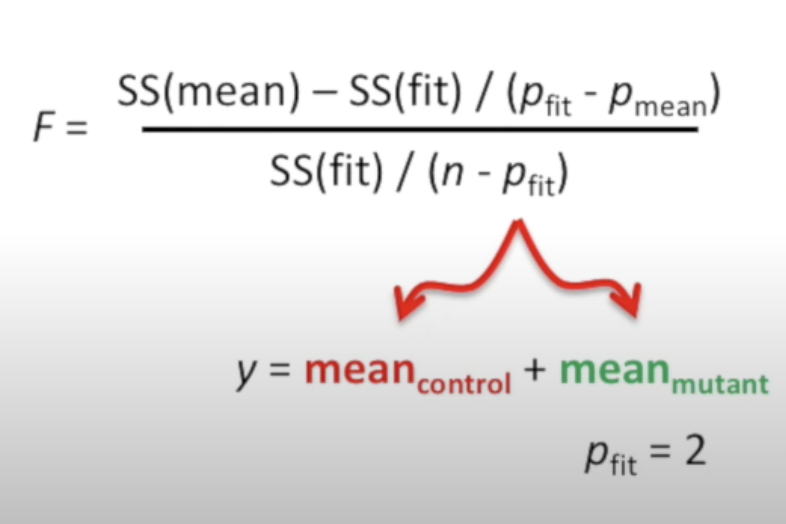 SS(mean) – SS(fit) / (pfit - pmean)
F =
SS(fit) / (n - pfit)
y = meancontrol + meanmutant
pfit = 2